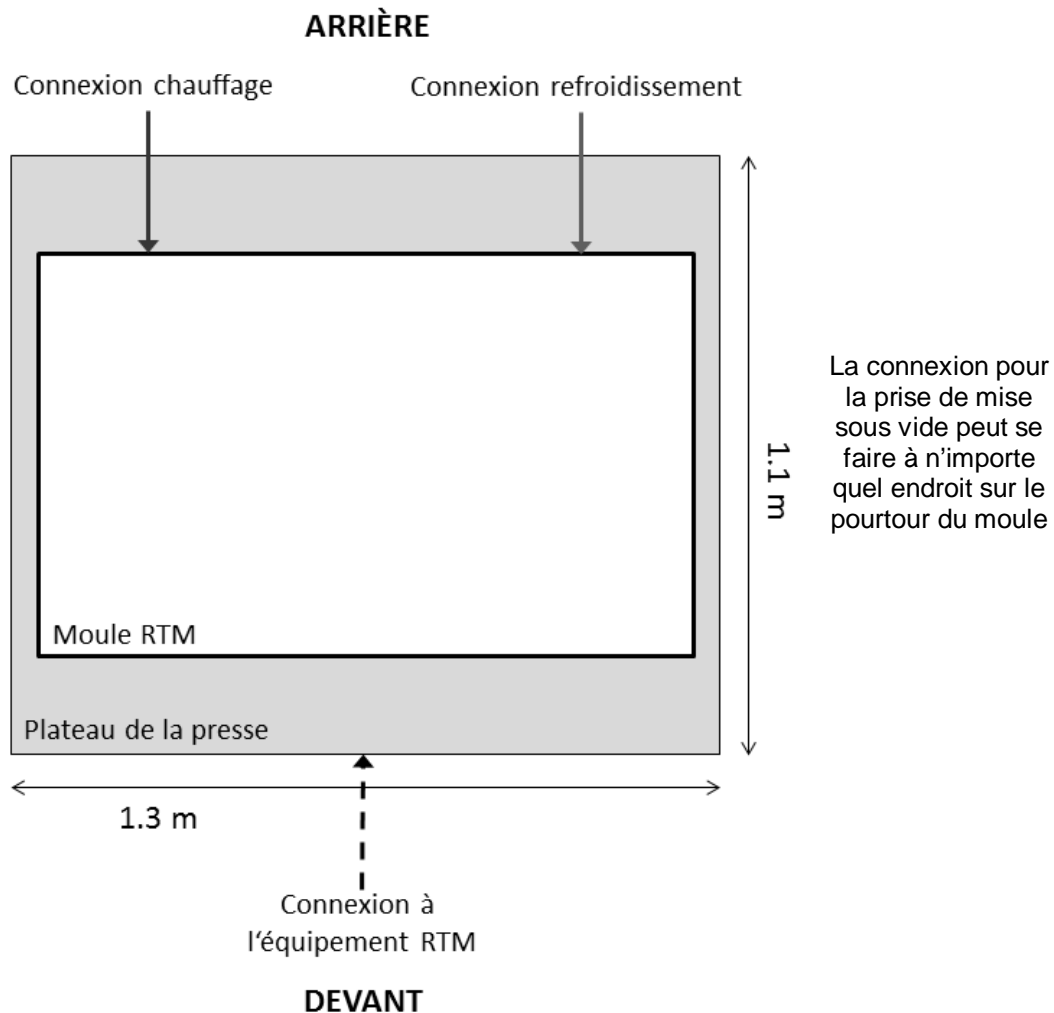 ARRIÈRE
Connexion chauffage
Connexion refroidissement
La connexion pour
la prise de mise
sous vide peut se
faire à n’importe
quel endroit sur le
pourtour du moule
1.1 m
Moule RTM
Plateau de la presse
1.3 m
Connexion à
l‘équipement RTM
DEVANT